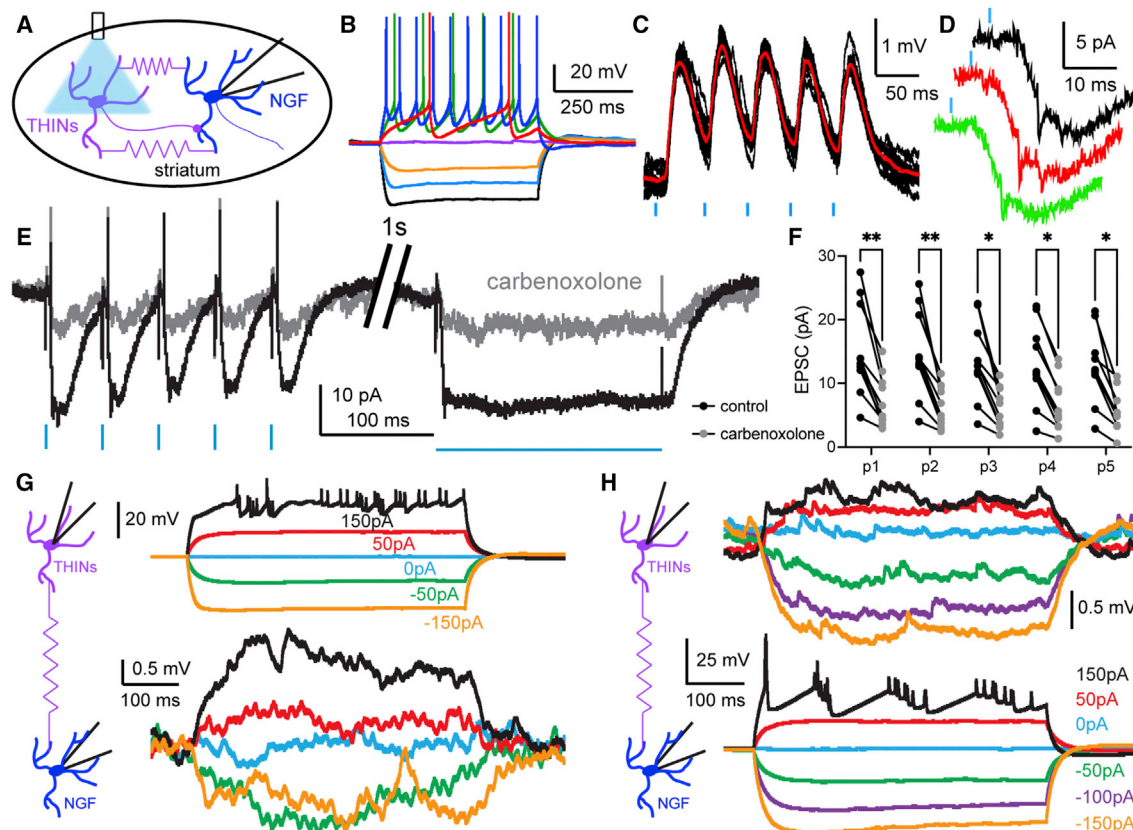 A
THINs
NGF
striatum
B
20 mV
250 ms
C
1 mV
50 ms
D
5 pA
10 ms
E
1s
carbenoxolone
10 pA
100 ms
F
** ** * * *
30
20
10
0
EPSC (pA)
p1 p2 p3 p4 p5
control
carbenoxolone
G
THINs
NGF
20 mV
150pA
50pA
0pA
-50pA
-150pA
0.5 mV
100 ms
H
THINs
NGF
0.5 mV
25 mV
100 ms
150pA
50pA
0pA
-50pA
-100pA
-150pA